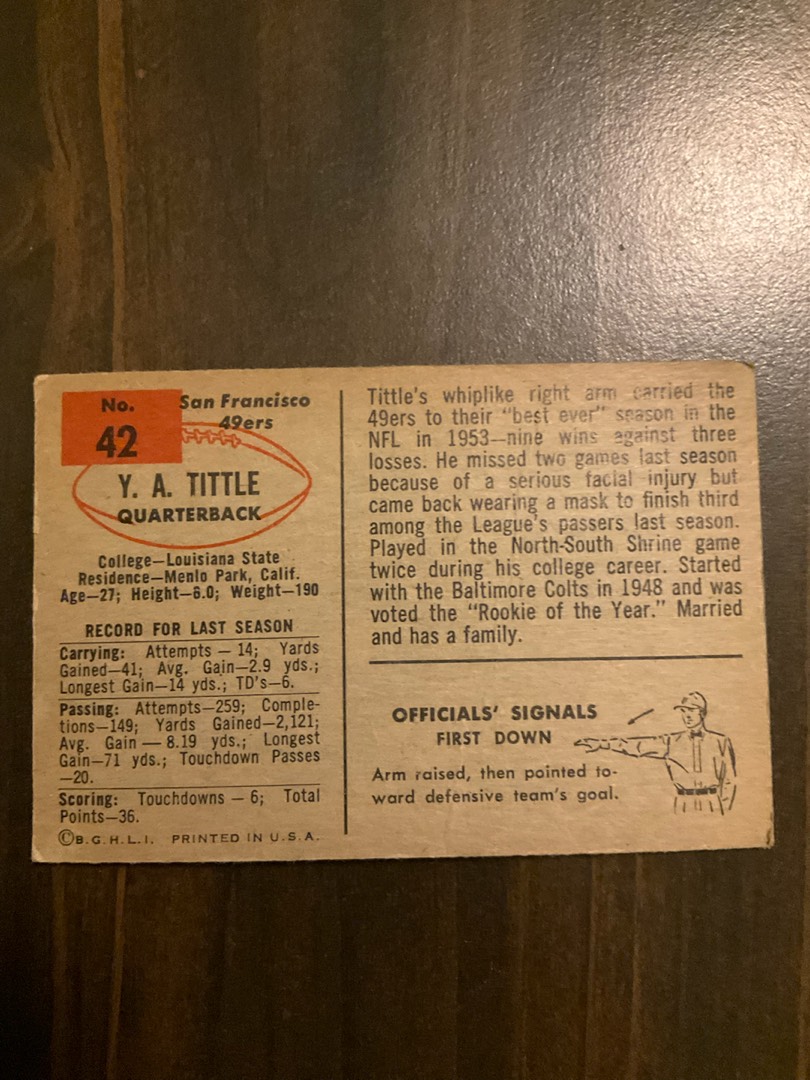 No.
42
San Francisco
49ers
Y. A. TITTLE
QUARTERBACK
College—Louisiana State
Residence—Menlo Park, Calif.
Age—27; Height—6.0; Weight—190
RECORD FOR LAST SEASON
Carrying: Attempts — 14; Yards
Gained—41; Avg. Gain—2.9 yds.;
Longest Gain—14 yds.; TD's—6.
Passing: Attempts—259; Comple-
tions—149; Yards Gained—2,121;
Avg. Gain — 8.19 yds.; Longest
Gain—71 yds.; Touchdown Passes
—20.
Scoring: Touchdowns — 6; Total
Points—36.
©B.G.H.L.I. PRINTED IN U.S.A.
Tittle's whiplike right arm carried the
49ers to their "best ever" season in the
NFL in 1953—nine wins against three
losses. He missed two games last season
because of a serious facial injury but
came back wearing a mask to finish third
among the League's passers last season.
Played in the North-South Shrine game
twice during his college career. Started
with the Baltimore Colts in 1948 and was
voted the "Rookie of the Year." Married
and has a family.
OFFICIALS' SIGNALS
FIRST DOWN
Arm raised, then pointed to-
ward defensive team's goal.